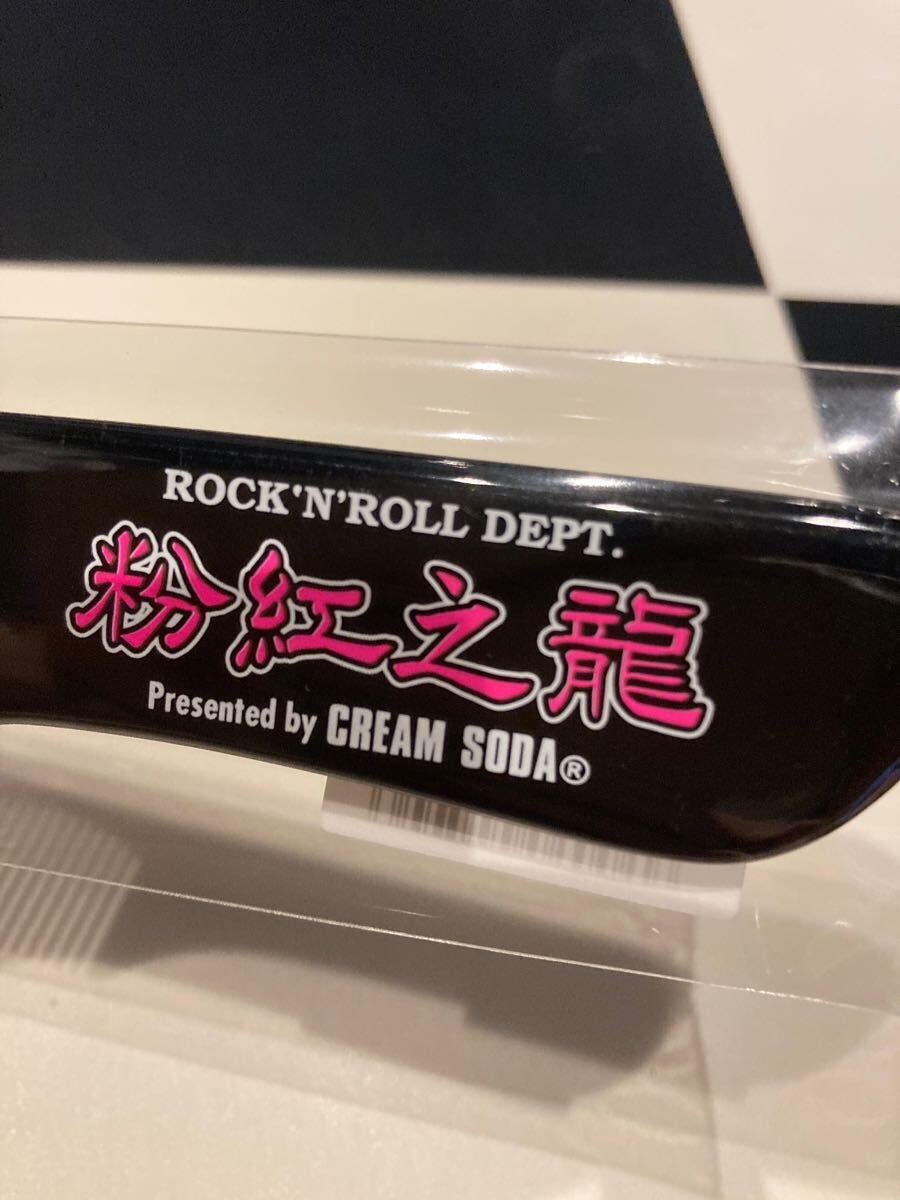 ROCK'N'ROLL DEPT.
粉紅之龍
Presented by CREAM SODA®